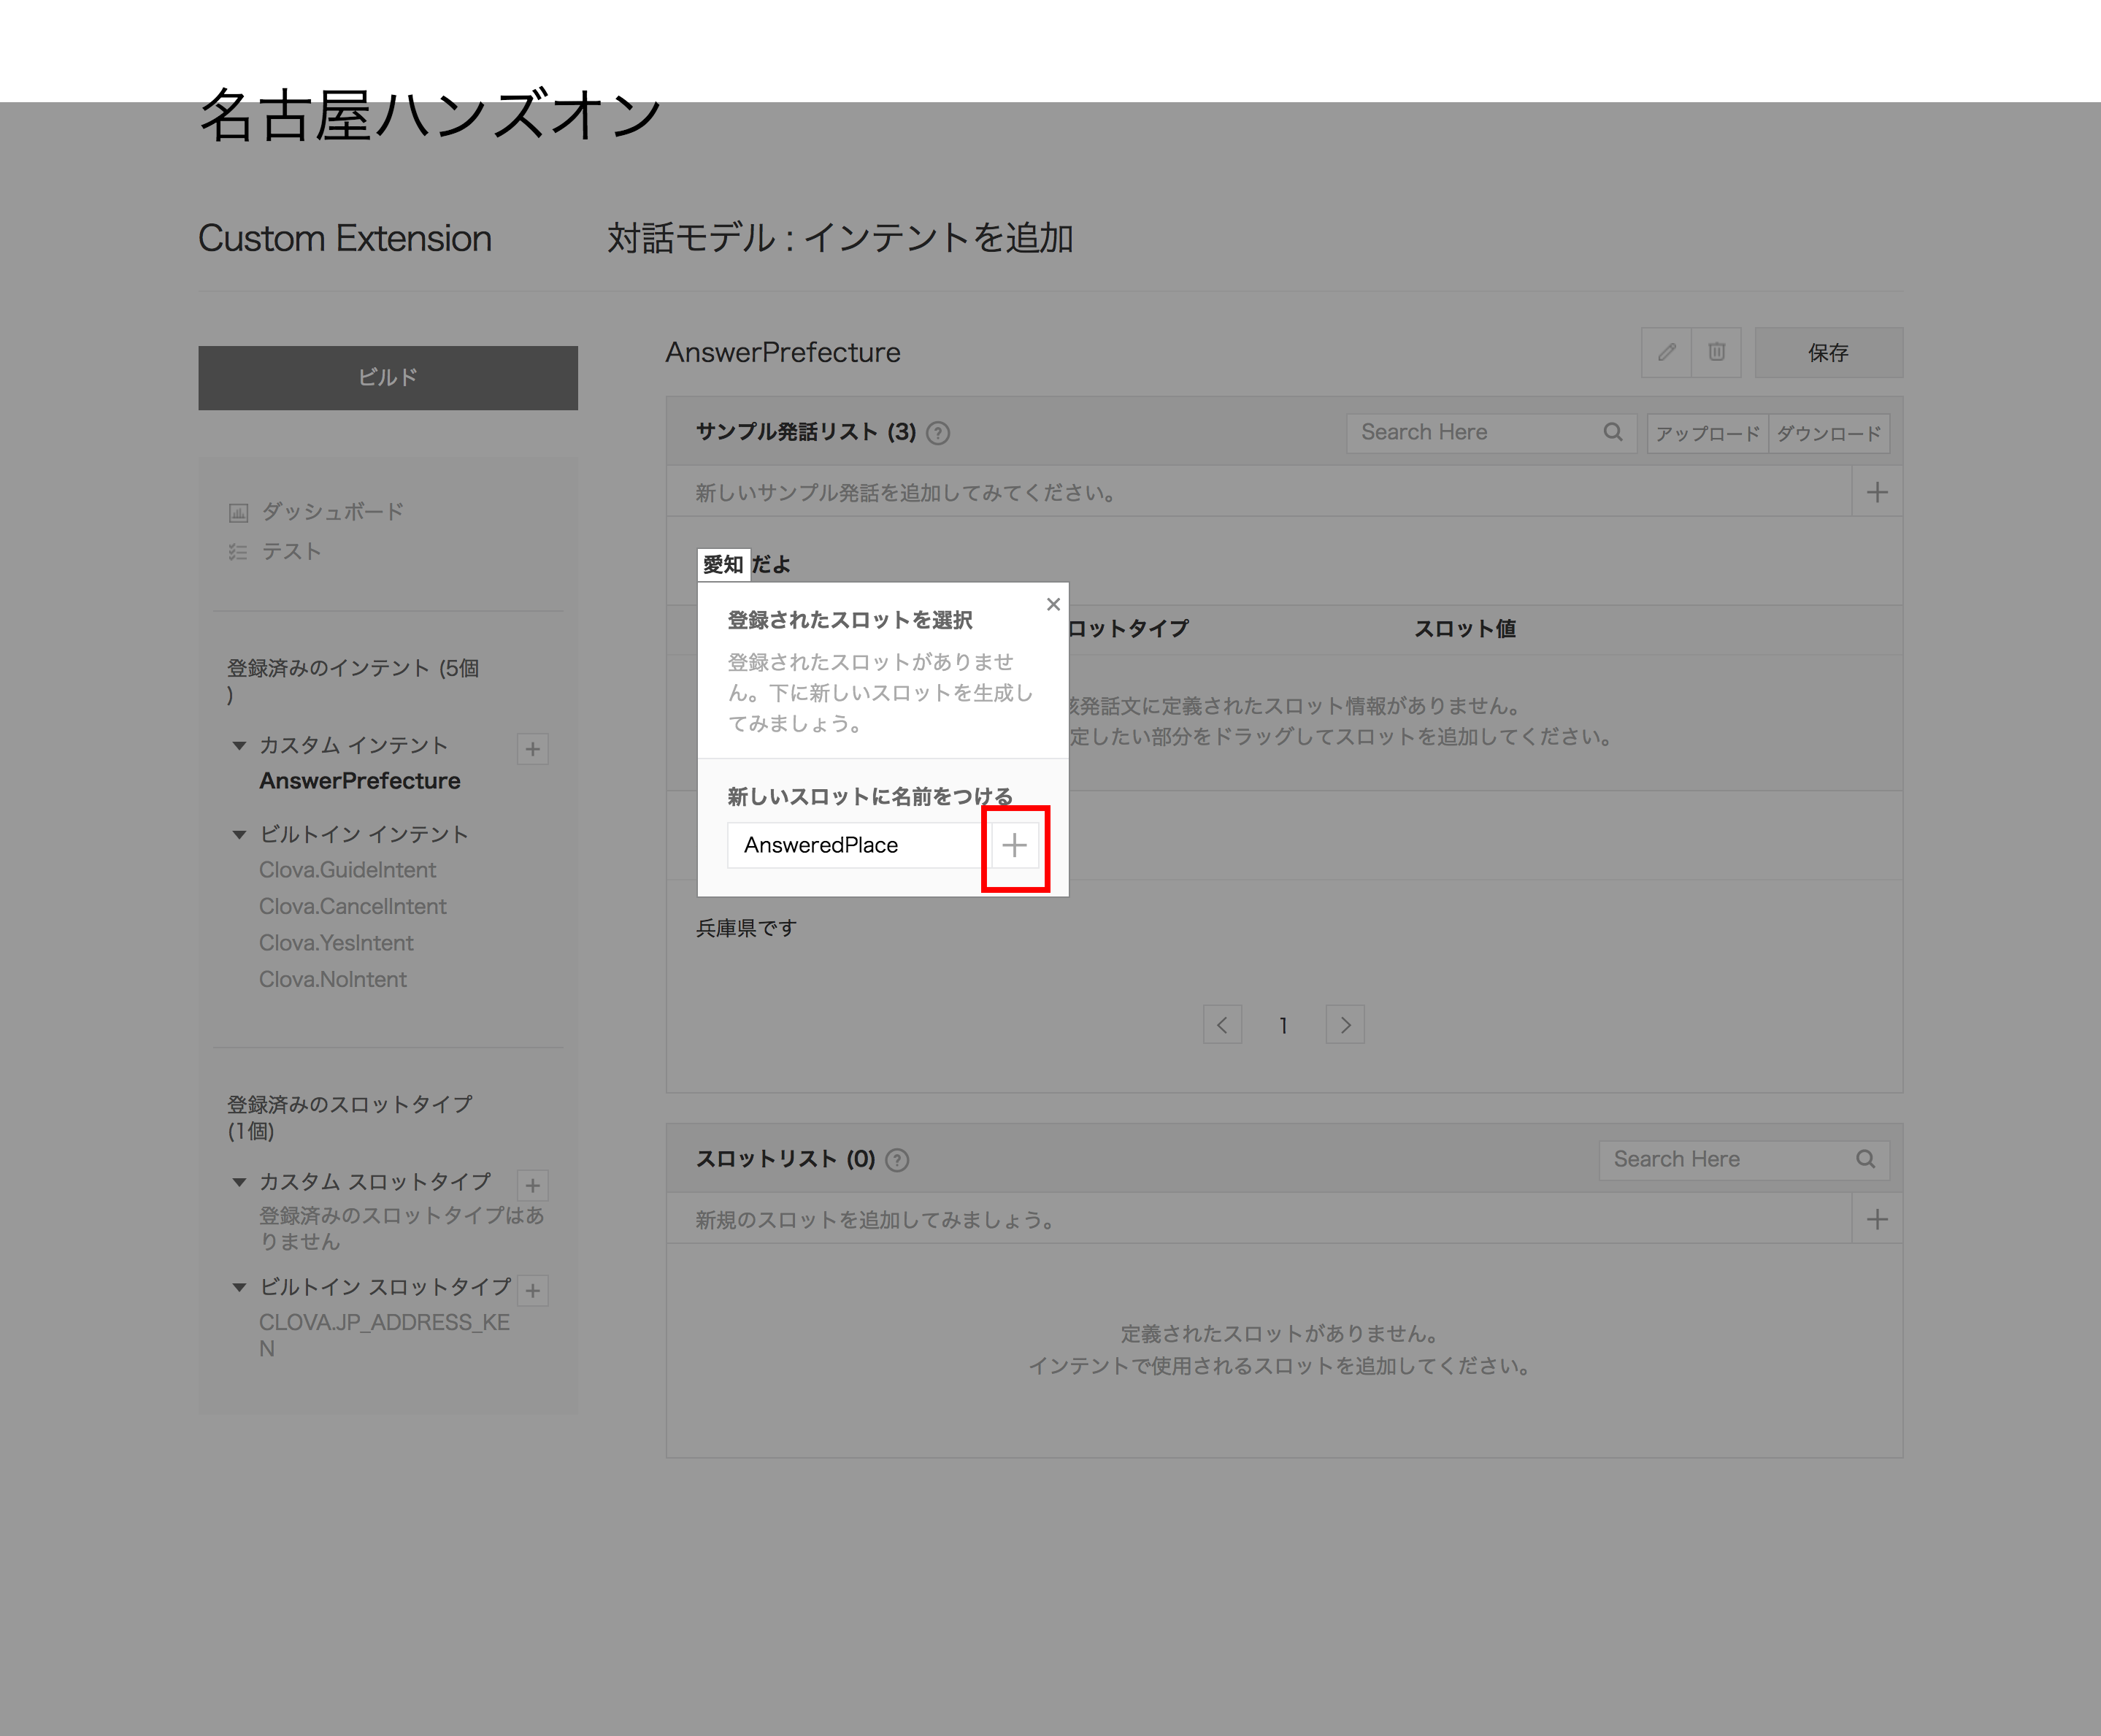 名古屋ハンズオン
Custom Extension
対話モデル : インテントを追加
ビルド
ダッシュボード
テスト
登録済みのインテント (5個
)
カスタム インテント
AnswerPrefecture
ビルトイン インテント
Clova.GuideIntent
Clova.CancelIntent
Clova.YesIntent
Clova.NoIntent
登録済みのスロットタイプ
(1個)
カスタム スロットタイプ
登録済みのスロットタイプはあ
りません
ビルトイン スロットタイプ
CLOVA.JP_ADDRESS_KE
N
AnswerPrefecture
保存
サンプル発話リスト (3)
Search Here
アップロード
ダウンロード
新しいサンプル発話を追加してみてください。
愛知 だよ
登録されたスロットを選択
登録されたスロットがありませ
ん。下に新しいスロットを生成し
てみましょう。
新しいスロットに名前をつける
AnsweredPlace
ロットタイプ
スロット値
発話文に定義されたスロット情報がありません。
定したい部分をドラッグしてスロットを追加してください。
兵庫県です
1
スロットリスト (0)
Search Here
新規のスロットを追加してみましょう。
定義されたスロットがありません。
インテントで使用されるスロットを追加してください。